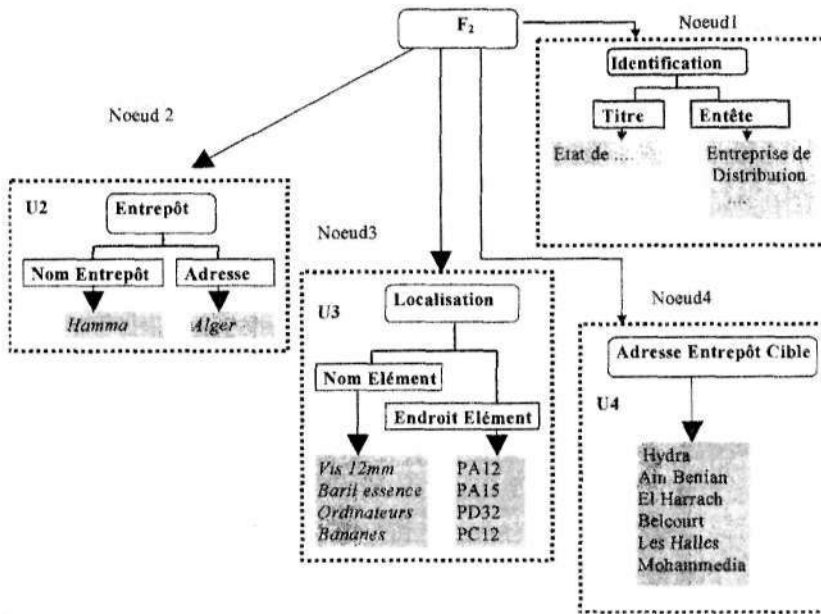 F2
Noeud1
Identification
Titre
Entête
Etat de ....
Entreprise de
Distribution
.....
Noeud 2
U2
Entrepôt
Nom Entrepôt
Adresse
Hamma
Alger
Noeud3
U3
Localisation
Nom Elément
Endroit Elément
Vis 12mm
PA12
Baril essence
PA15
Ordinateurs
PD32
Bananes
PC12
Noeud4
Adresse Entrepôt Cible
U4
Hydra
Ain Benian
El Harrach
Belcourt
Les Halles
Mohammedia